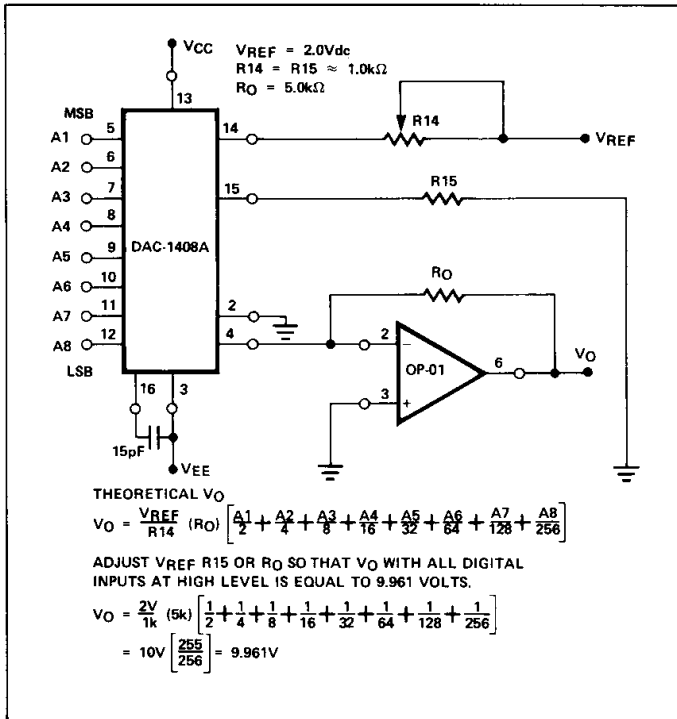 VCC
VREF = 2.0Vdc
R14 = R15 ≈ 1.0kΩ
RO = 5.0kΩ
13
MSB
A1 5
A2 6
A3 7
A4 8
A5 9
A6 10
A7 11
A8 12
LSB
DAC-1408A
14
R14
VREF
15
R15
RO
2
4
2
−
OP-01
6
VO
3
+
16
3
15pF
VEE
THEORETICAL VO
VO = VREF/R14 (RO) [A1/2 + A2/4 + A3/8 + A4/16 + A5/32 + A6/64 + A7/128 + A8/256]
ADJUST VREF R15 OR RO SO THAT VO WITH ALL DIGITAL
INPUTS AT HIGH LEVEL IS EQUAL TO 9.961 VOLTS.
VO = 2V/1k (5k) [1/2 + 1/4 + 1/8 + 1/16 + 1/32 + 1/64 + 1/128 + 1/256]
= 10V [255/256] = 9.961V